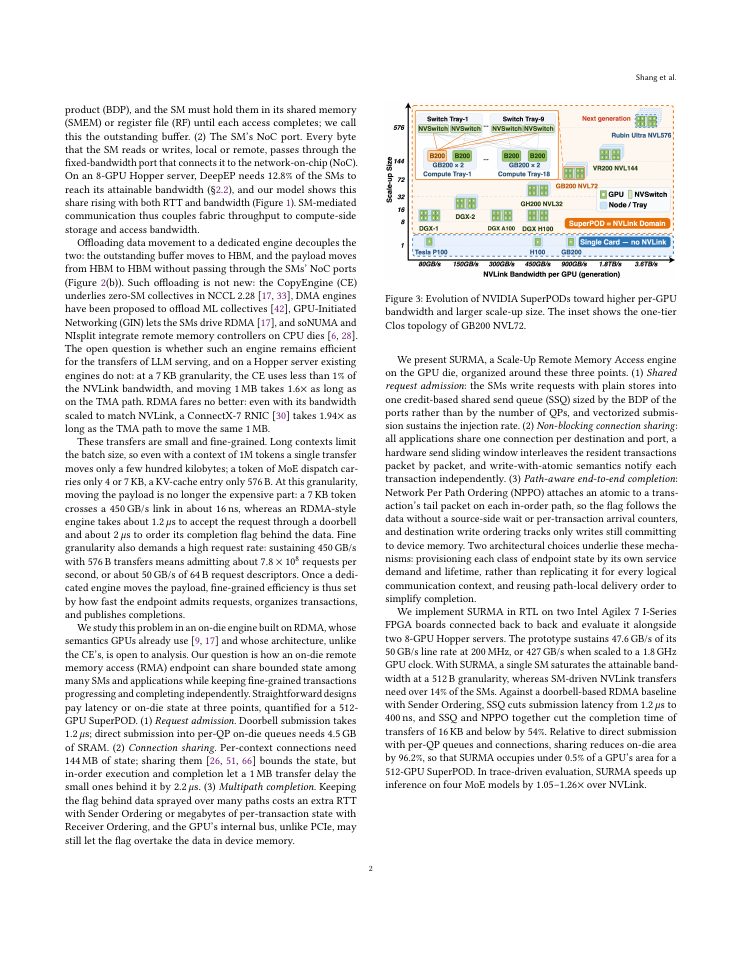 Shang et al.
product (BDP), and the SM must hold them in its shared memory
(SMEM) or register file (RF) until each access completes; we call
this the outstanding buffer. (2) The SM's NoC port. Every byte
that the SM reads or writes, local or remote, passes through the
fixed-bandwidth port that connects it to the network-on-chip (NoC).
On an 8-GPU Hopper server, DeepEP needs 12.8% of the SMs to
reach its attainable bandwidth (§2.2), and our model shows this
share rising with both RTT and bandwidth (Figure 1). SM-mediated
communication thus couples fabric throughput to compute-side
storage and access bandwidth.
Offloading data movement to a dedicated engine decouples the
two: the outstanding buffer moves to HBM, and the payload moves
from HBM to HBM without passing through the SMs' NoC ports
(Figure 2(b)). Such offloading is not new: the CopyEngine (CE)
underlies zero-SM collectives in NCCL 2.28 [17, 33], DMA engines
have been proposed to offload ML collectives [42], GPU-Initiated
Networking (GIN) lets the SMs drive RDMA [17], and soNUMA and
NIsplit integrate remote memory controllers on CPU dies [6, 28].
The open question is whether such an engine remains efficient
for the transfers of LLM serving, and on a Hopper server existing
engines do not: at a 7 KB granularity, the CE uses less than 1% of
the NVLink bandwidth, and moving 1 MB takes 1.6× as long as
on the TMA path. RDMA fares no better: even with its bandwidth
scaled to match NVLink, a ConnectX-7 RNIC [30] takes 1.94× as
long as the TMA path to move the same 1 MB.
These transfers are small and fine-grained. Long contexts limit
the batch size, so even with a context of 1M tokens a single transfer
moves only a few hundred kilobytes; a token of MoE dispatch car-
ries only 4 or 7 KB, a KV-cache entry only 576 B. At this granularity,
moving the payload is no longer the expensive part: a 7 KB token
crosses a 450 GB/s link in about 16 ns, whereas an RDMA-style
engine takes about 1.2 μs to accept the request through a doorbell
and about 2 μs to order its completion flag behind the data. Fine
granularity also demands a high request rate: sustaining 450 GB/s
with 576 B transfers means admitting about 7.8 × 10⁸ requests per
second, or about 50 GB/s of 64 B request descriptors. Once a dedi-
cated engine moves the payload, fine-grained efficiency is thus set
by how fast the endpoint admits requests, organizes transactions,
and publishes completions.
We study this problem in an on-die engine built on RDMA, whose
semantics GPUs already use [9, 17] and whose architecture, unlike
the CE's, is open to analysis. Our question is how an on-die remote
memory access (RMA) endpoint can share bounded state among
many SMs and applications while keeping fine-grained transactions
progressing and completing independently. Straightforward designs
pay latency or on-die state at three points, quantified for a 512-
GPU SuperPOD. (1) Request admission. Doorbell submission takes
1.2 μs; direct submission into per-QP on-die queues needs 4.5 GB
of SRAM. (2) Connection sharing. Per-context connections need
144 MB of state; sharing them [26, 51, 66] bounds the state, but
in-order execution and completion let a 1 MB transfer delay the
small ones behind it by 2.2 μs. (3) Multipath completion. Keeping
the flag behind data sprayed over many paths costs an extra RTT
with Sender Ordering or megabytes of per-transaction state with
Receiver Ordering, and the GPU's internal bus, unlike PCIe, may
still let the flag overtake the data in device memory.
Scale-up Size
576
144
72
32
16
8
1
Switch Tray-1
Switch Tray-9
NVSwitch NVSwitch
...
NVSwitch NVSwitch
B200 B200
...
B200 B200
GB200 × 2
GB200 × 2
Compute Tray-1
Compute Tray-18
Next generation
Rubin Ultra NVL576
VR200 NVL144
GB200 NVL72
GH200 NVL32
GPU
NVSwitch
Node / Tray
DGX-1
DGX-2
DGX A100
DGX H100
SuperPOD = NVLink Domain
Single Card — no NVLink
Tesla P100
H100
GB200
80GB/s 150GB/s 300GB/s 450GB/s 900GB/s 1.8TB/s 3.6TB/s
NVLink Bandwidth per GPU (generation)
Figure 3: Evolution of NVIDIA SuperPODs toward higher per-GPU
bandwidth and larger scale-up size. The inset shows the one-tier
Clos topology of GB200 NVL72.
We present SURMA, a Scale-Up Remote Memory Access engine
on the GPU die, organized around these three points. (1) Shared
request admission: the SMs write requests with plain stores into
one credit-based shared send queue (SSQ) sized by the BDP of the
ports rather than by the number of QPs, and vectorized submis-
sion sustains the injection rate. (2) Non-blocking connection sharing:
all applications share one connection per destination and port, a
hardware send sliding window interleaves the resident transactions
packet by packet, and write-with-atomic semantics notify each
transaction independently. (3) Path-aware end-to-end completion:
Network Per Path Ordering (NPPO) attaches an atomic to a trans-
action's tail packet on each in-order path, so the flag follows the
data without a source-side wait or per-transaction arrival counters,
and destination write ordering tracks only writes still committing
to device memory. Two architectural choices underlie these mecha-
nisms: provisioning each class of endpoint state by its own service
demand and lifetime, rather than replicating it for every logical
communication context, and reusing path-local delivery order to
simplify completion.
We implement SURMA in RTL on two Intel Agilex 7 I-Series
FPGA boards connected back to back and evaluate it alongside
two 8-GPU Hopper servers. The prototype sustains 47.6 GB/s of its
50 GB/s line rate at 200 MHz, or 427 GB/s when scaled to a 1.8 GHz
GPU clock. With SURMA, a single SM saturates the attainable band-
width at a 512 B granularity, whereas SM-driven NVLink transfers
need over 14% of the SMs. Against a doorbell-based RDMA baseline
with Sender Ordering, SSQ cuts submission latency from 1.2 μs to
400 ns, and SSQ and NPPO together cut the completion time of
transfers of 16 KB and below by 54%. Relative to direct submission
with per-QP queues and connections, sharing reduces on-die area
by 96.2%, so that SURMA occupies under 0.5% of a GPU's area for a
512-GPU SuperPOD. In trace-driven evaluation, SURMA speeds up
inference on four MoE models by 1.05–1.26× over NVLink.
2